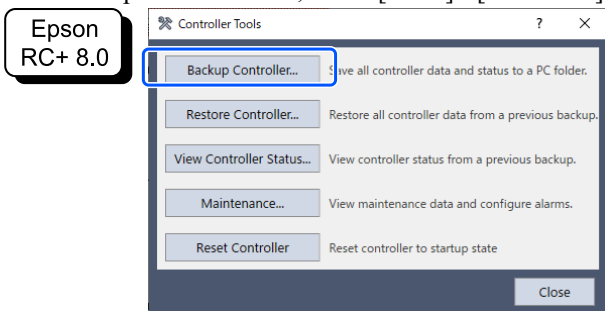 Epson
RC+ 8.0
Controller Tools
?
Backup Controller...
ve all controller data and status to a PC folder.
Restore Controller...
Restore all controller data from a previous backup.
View Controller Status...
View controller status from a previous backup.
Maintenance...
View maintenance data and configure alarms.
Reset Controller
Reset controller to startup state
Close